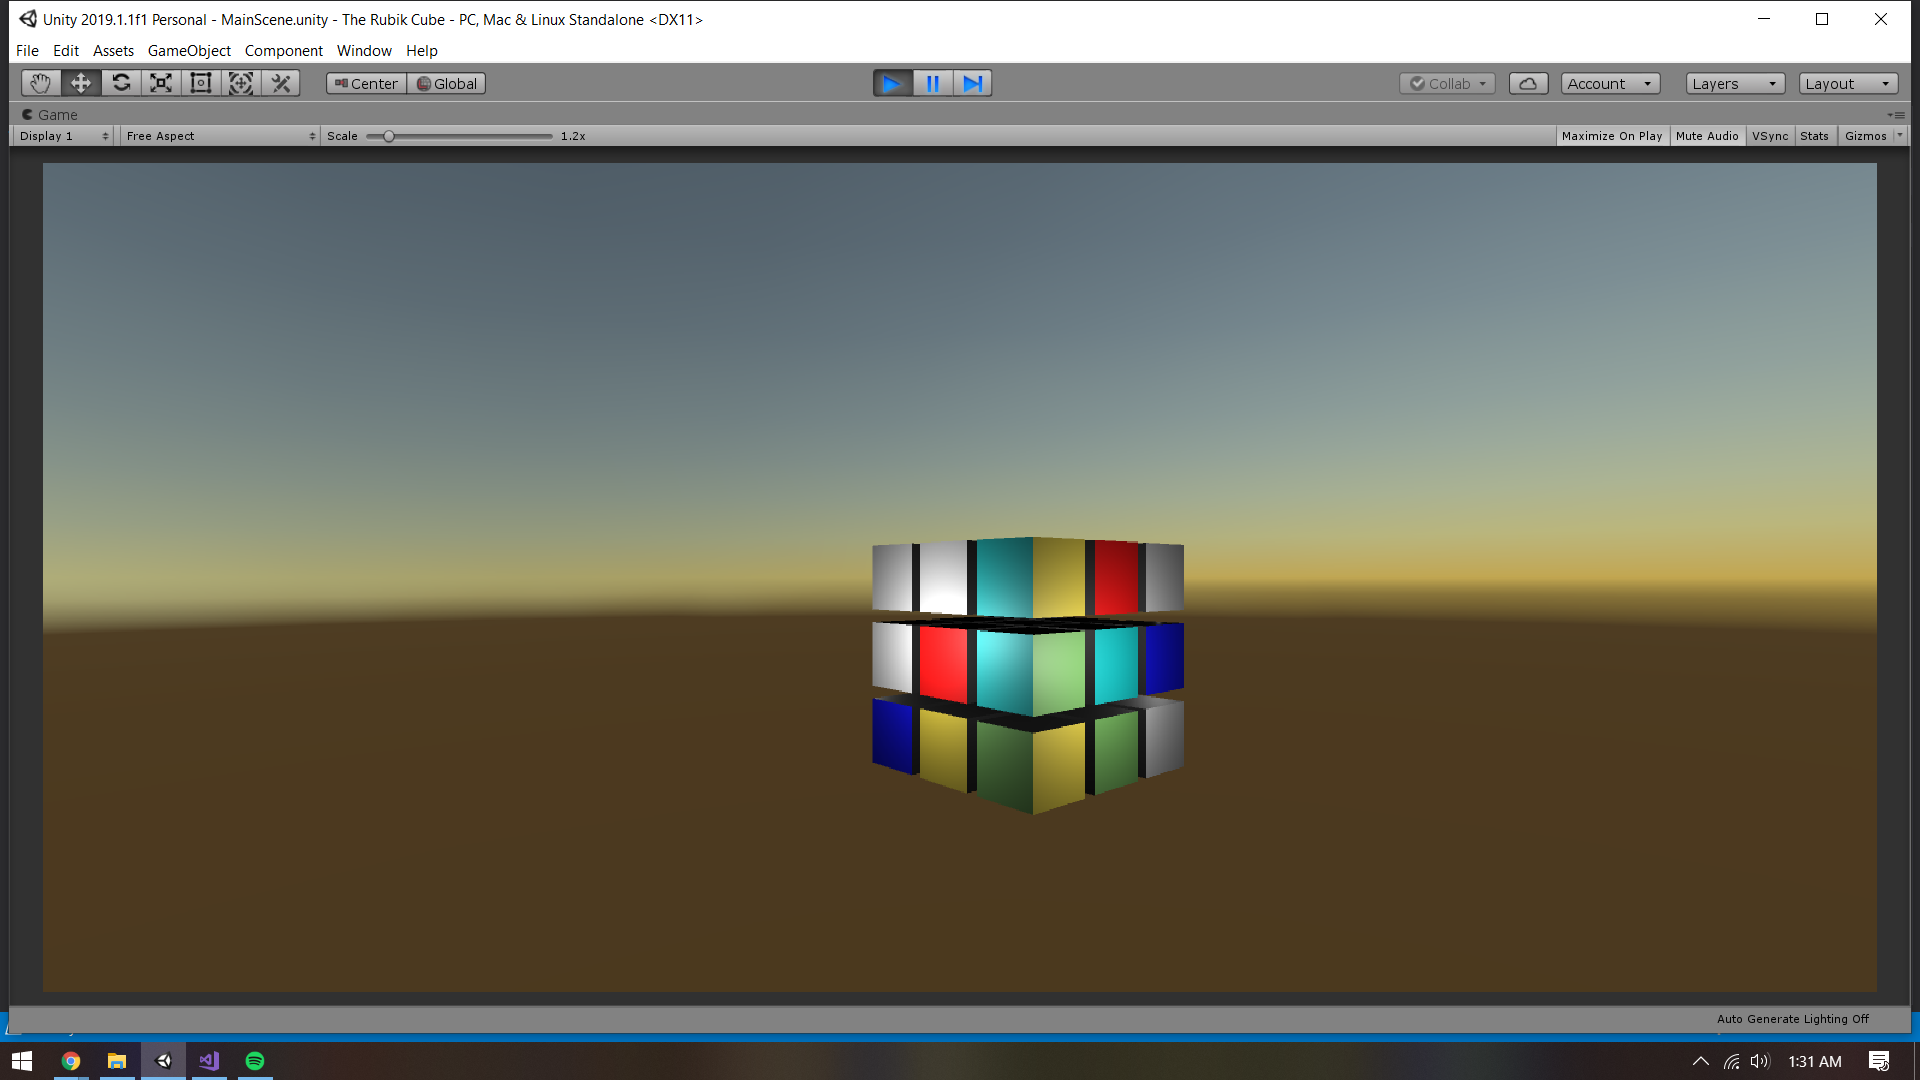 Unity 2019.1.1f1 Personal - MainScene.unity - The Rubik Cube - PC, Mac & Linux Standalone <DX11>
File Edit Assets GameObject Component Window Help
Center Global Collab Account Layers Layout
Game
Display 1 Free Aspect Scale 1.2x Maximize On Play Mute Audio VSync Stats Gizmos
Auto Generate Lighting Off
1:31 AM